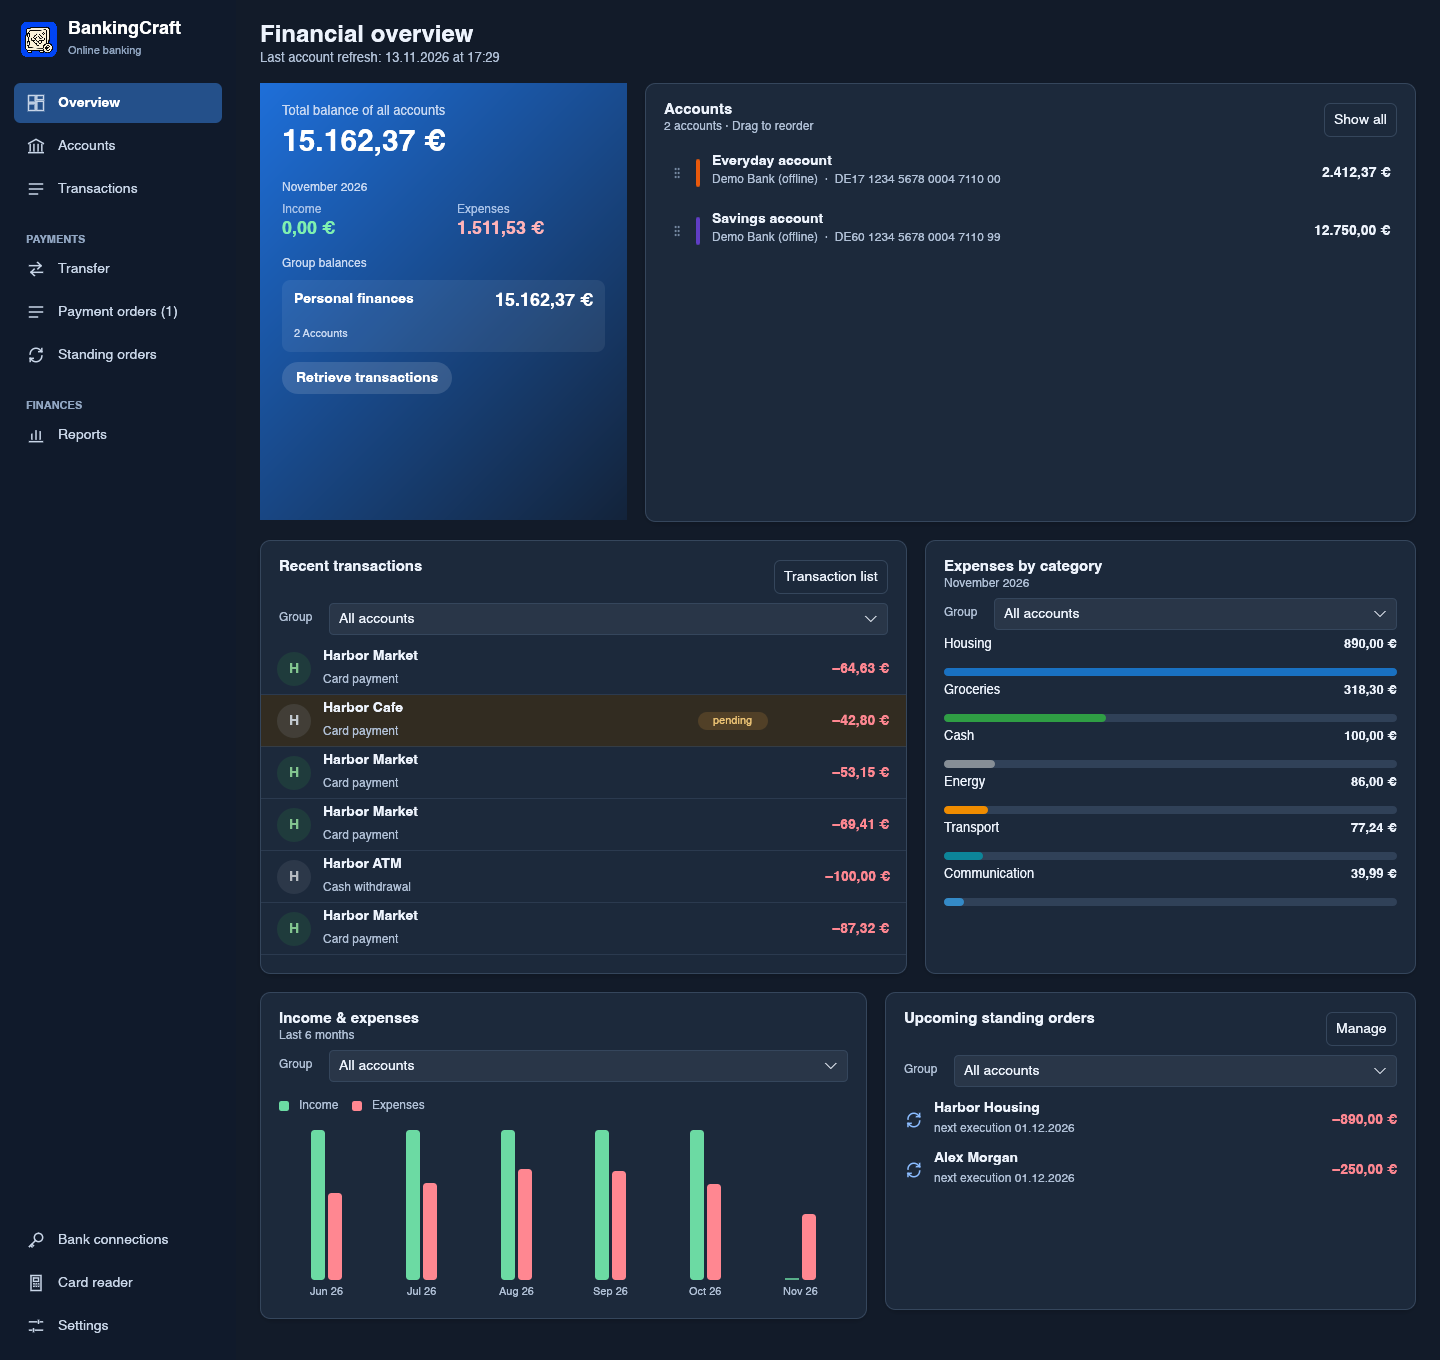 BankingCraft
Online banking
Overview
Accounts
Transactions
PAYMENTS
Transfer
Payment orders (1)
Standing orders
FINANCES
Reports
Bank connections
Card reader
Settings
Financial overview
Last account refresh: 13.11.2026 at 17:29
Total balance of all accounts
15.162,37 €
November 2026
Income Expenses
0,00 € 1.511,53 €
Group balances
Personal finances 15.162,37 €
2 Accounts
Retrieve transactions
Accounts
2 accounts · Drag to reorder
Show all
Everyday account
Demo Bank (offline) · DE17 1234 5678 0004 7110 00
2.412,37 €
Savings account
Demo Bank (offline) · DE60 1234 5678 0004 7110 99
12.750,00 €
Recent transactions
Transaction list
Group All accounts
H Harbor Market
Card payment
–64,63 €
H Harbor Cafe
Card payment
pending –42,80 €
H Harbor Market
Card payment
–53,15 €
H Harbor Market
Card payment
–69,41 €
H Harbor ATM
Cash withdrawal
–100,00 €
H Harbor Market
Card payment
–87,32 €
Expenses by category
November 2026
Group All accounts
Housing 890,00 €
Groceries 318,30 €
Cash 100,00 €
Energy 86,00 €
Transport 77,24 €
Communication 39,99 €
Income & expenses
Last 6 months
Group All accounts
Income Expenses
Jun 26 Jul 26 Aug 26 Sep 26 Oct 26 Nov 26
Upcoming standing orders
Manage
Group All accounts
Harbor Housing
next execution 01.12.2026
–890,00 €
Alex Morgan
next execution 01.12.2026
–250,00 €